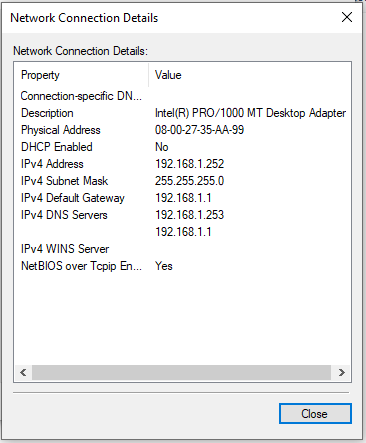 Network Connection Details
Network Connection Details:
Property Value
Connection-specific DN...
Description Intel(R) PRO/1000 MT Desktop Adapter
Physical Address 08-00-27-35-AA-99
DHCP Enabled No
IPv4 Address 192.168.1.252
IPv4 Subnet Mask 255.255.255.0
IPv4 Default Gateway 192.168.1.1
IPv4 DNS Servers 192.168.1.253
192.168.1.1
IPv4 WINS Server
NetBIOS over Tcpip En... Yes
Close